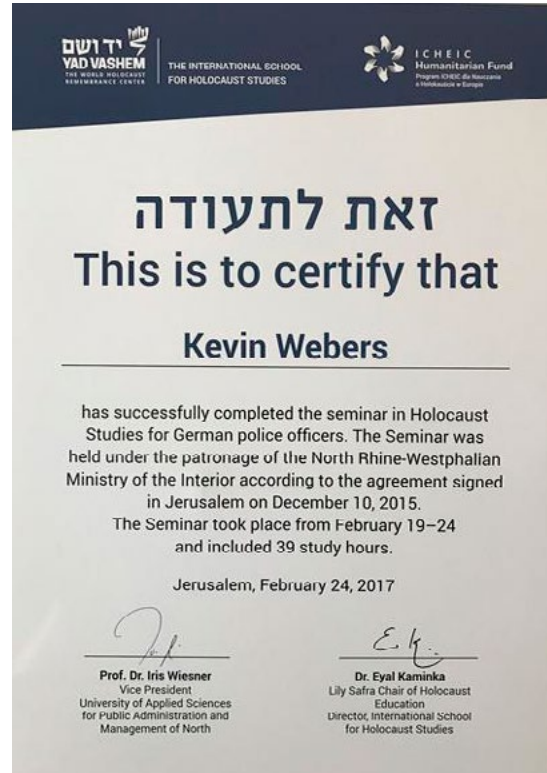 יד ושם
YAD VASHEM
THE WORLD HOLOCAUST
REMEMBRANCE CENTER
THE INTERNATIONAL SCHOOL
FOR HOLOCAUST STUDIES
ICHEIC
Humanitarian Fund
Program ICHEIC dla Nauczania
o Holokauście w Europie
זאת לתעודה
This is to certify that
Kevin Webers
has successfully completed the seminar in Holocaust
Studies for German police officers. The Seminar was
held under the patronage of the North Rhine-Westphalian
Ministry of the Interior according to the agreement signed
in Jerusalem on December 10, 2015.
The Seminar took place from February 19–24
and included 39 study hours.
Jerusalem, February 24, 2017
Prof. Dr. Iris Wiesner
Vice President
University of Applied Sciences
for Public Administration and
Management of North
Dr. Eyal Kaminka
Lily Safra Chair of Holocaust
Education
Director, International School
for Holocaust Studies